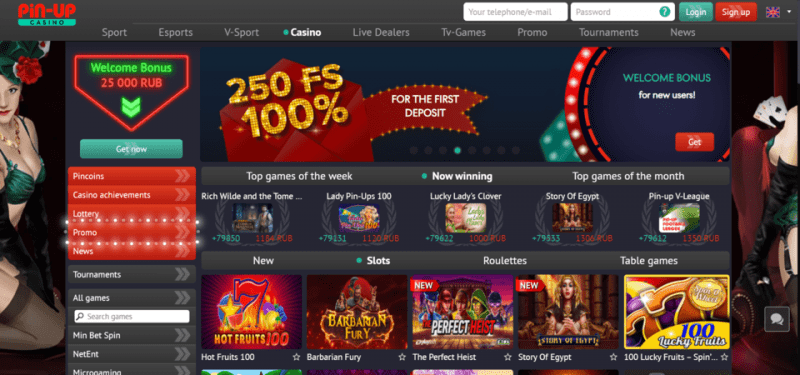 PiN-UP
CASINO
Your telephone/e-mail
Password
?
Login
Sign up
Sport
Esports
V-Sport
Casino
Live Dealers
Tv-Games
Promo
Tournaments
News
Welcome Bonus
25 000 RUB
Get now
250 FS
100%
FOR THE FIRST
DEPOSIT
WELCOME BONUS
for new users!
Get
Pincoins
Casino achievements
Lottery
Promo
News
Tournaments
All games
Search games
Min Bet Spin
NetEnt
Microgaming
Top games of the week
Now winning
Top games of the month
Rich Wilde and the Tome ...
Lady Pin-Ups 100
Lucky Lady's Clover
Story Of Egypt
Pin-up V-League
+79850 1184 RUB
+79131 1120 RUB
+79622 1000 RUB
+79533 1306 RUB
+79612 1350 RUB
New
Slots
Roulettes
Table games
HOT FRUITS 100
BARBARIAN
FURY
NEW
PERFECT HEIST
NEW
STORY OF EGYPT
100
Lucky Fruits
Hot Fruits 100
Barbarian Fury
The Perfect Heist
Story Of Egypt
100 Lucky Fruits – Spin'...